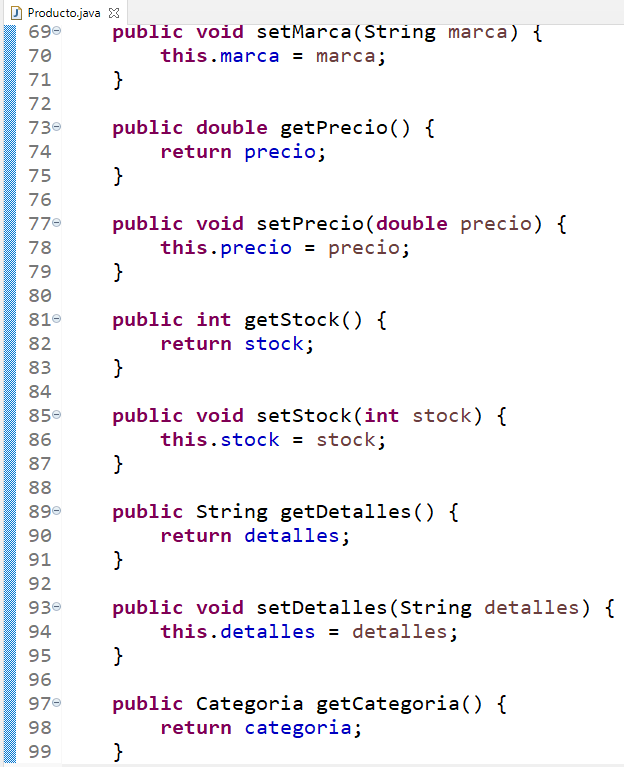 Producto.java
69 public void setMarca(String marca) {
70 this.marca = marca;
71 }
72
73 public double getPrecio() {
74 return precio;
75 }
76
77 public void setPrecio(double precio) {
78 this.precio = precio;
79 }
80
81 public int getStock() {
82 return stock;
83 }
84
85 public void setStock(int stock) {
86 this.stock = stock;
87 }
88
89 public String getDetalles() {
90 return detalles;
91 }
92
93 public void setDetalles(String detalles) {
94 this.detalles = detalles;
95 }
96
97 public Categoria getCategoria() {
98 return categoria;
99 }